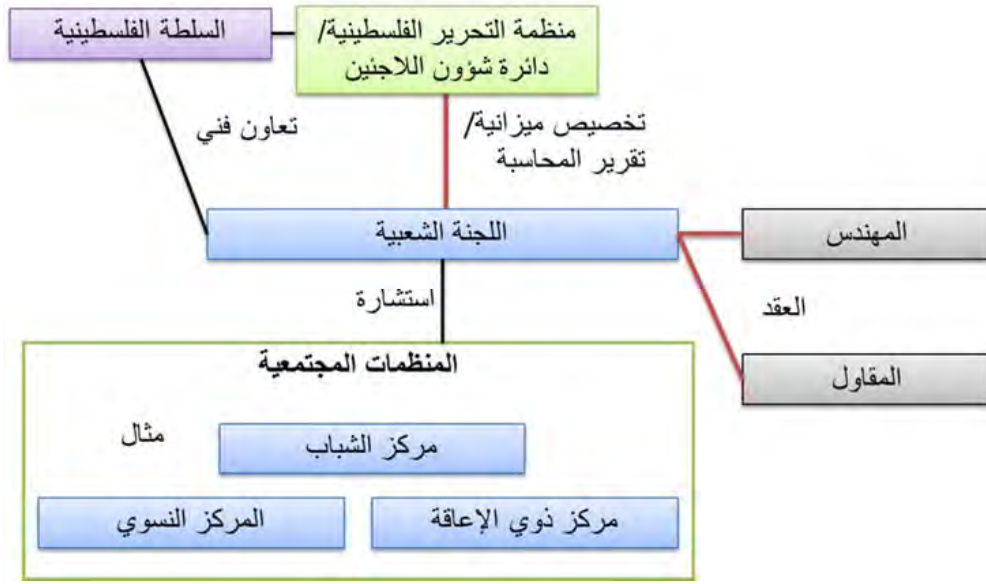 منظمة التحرير الفلسطينية/
دائرة شؤون اللاجئين
السلطة الفلسطينية
تخصيص ميزانية/
تقرير المحاسبة
تعاون فني
اللجنة الشعبية
المهندس
العقد
المقاول
استشارة
المنظمات المجتمعية
مثال
مركز الشباب
مركز ذوي الإعاقة
المركز النسوي